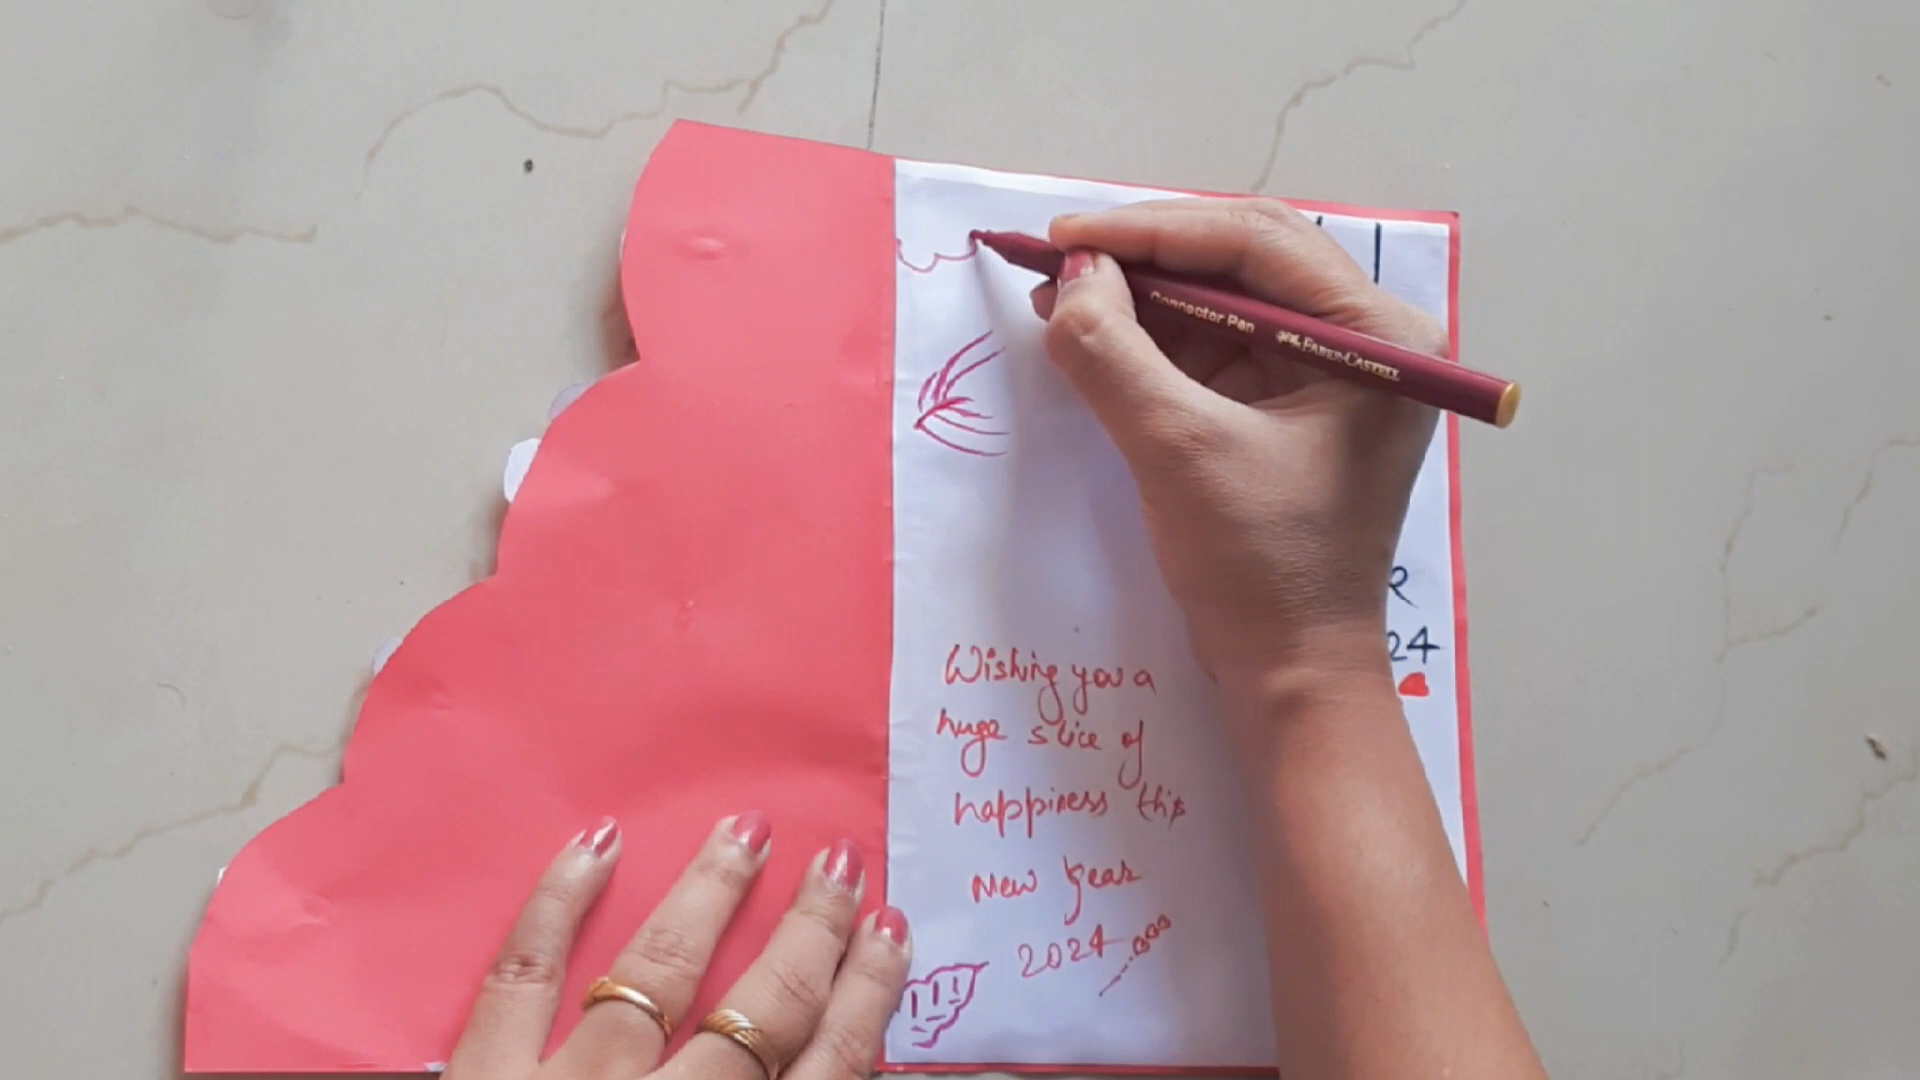 Connector Pen FABER-CASTELL
R
24
Wishing you a
huge slice of
happiness this
New Year
2024